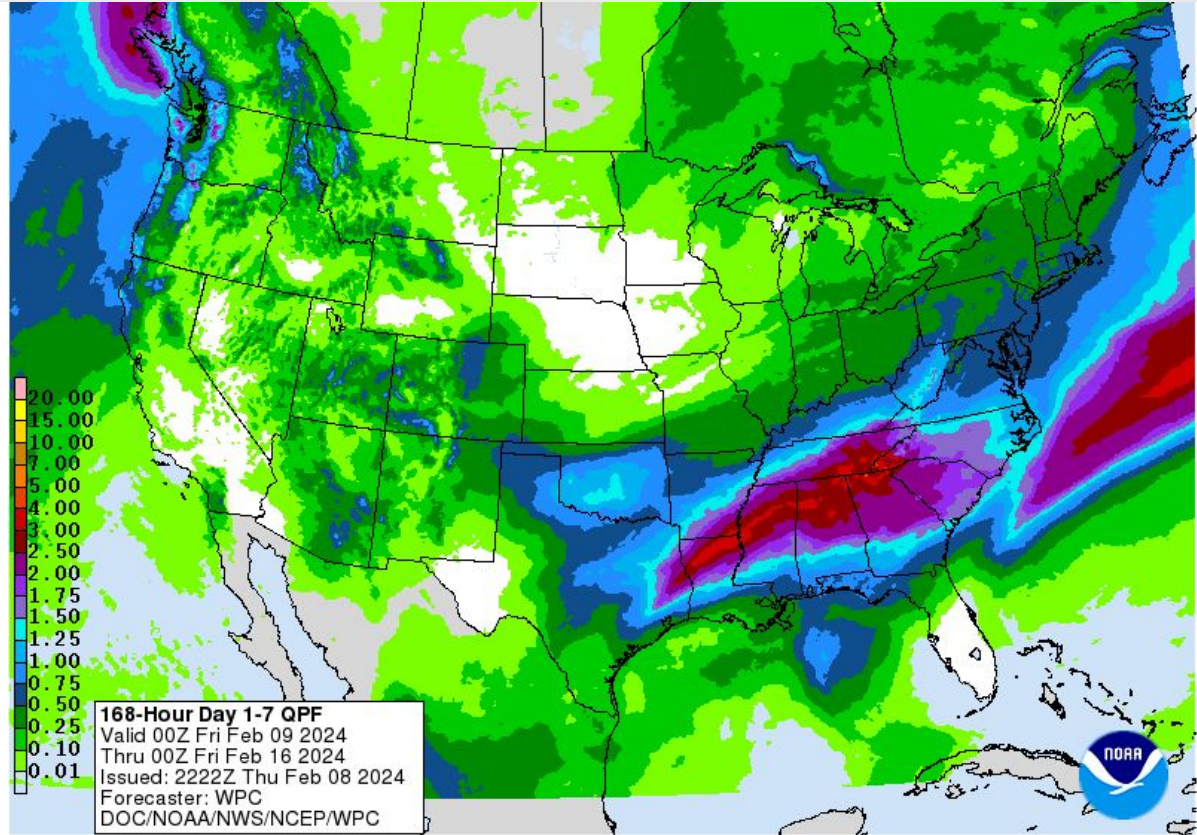 20.00
15.00
10.00
7.00
5.00
4.00
3.00
2.50
2.00
1.75
1.50
1.25
1.00
0.75
0.50
0.25
0.10
0.01
168-Hour Day 1-7 QPF
Valid 00Z Fri Feb 09 2024
Thru 00Z Fri Feb 16 2024
Issued: 2222Z Thu Feb 08 2024
Forecaster: WPC
DOC/NOAA/NWS/NCEP/WPC
NOAA